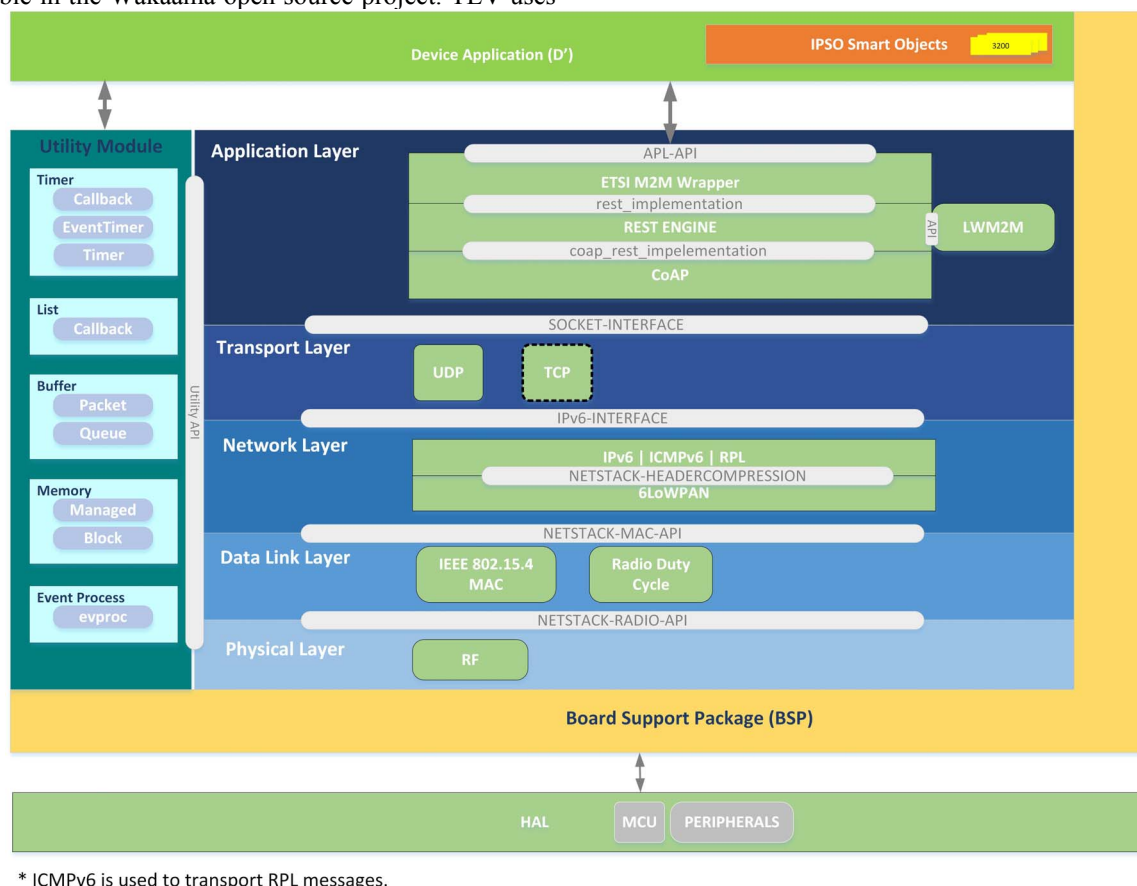 ble in the Wakaama open source project. TLV uses
Device Application (D’)
IPSO Smart Objects
3200
Utility Module
Timer
Callback
EventTimer
Timer
List
Callback
Buffer
Packet
Queue
Memory
Managed
Block
Event Process
evproc
Utility API
Application Layer
APL-API
ETSI M2M Wrapper
rest_implementation
REST ENGINE
coap_rest_impelementation
CoAP
API
LWM2M
SOCKET-INTERFACE
Transport Layer
UDP
TCP
IPv6-INTERFACE
Network Layer
IPv6 | ICMPv6 | RPL
NETSTACK-HEADERCOMPRESSION
6LoWPAN
NETSTACK-MAC-API
Data Link Layer
IEEE 802.15.4
MAC
Radio Duty
Cycle
NETSTACK-RADIO-API
Physical Layer
RF
Board Support Package (BSP)
HAL
MCU
PERIPHERALS
* ICMPv6 is used to transport RPL messages.